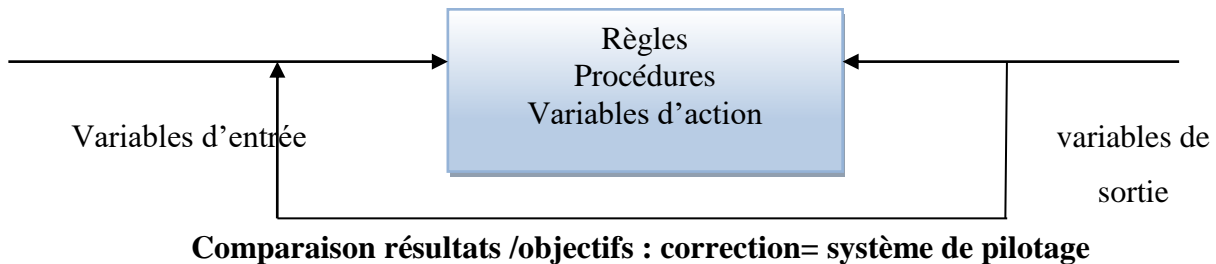 Règles
Procédures
Variables d’action
Variables d’entrée
variables de
sortie
Comparaison résultats /objectifs : correction= système de pilotage